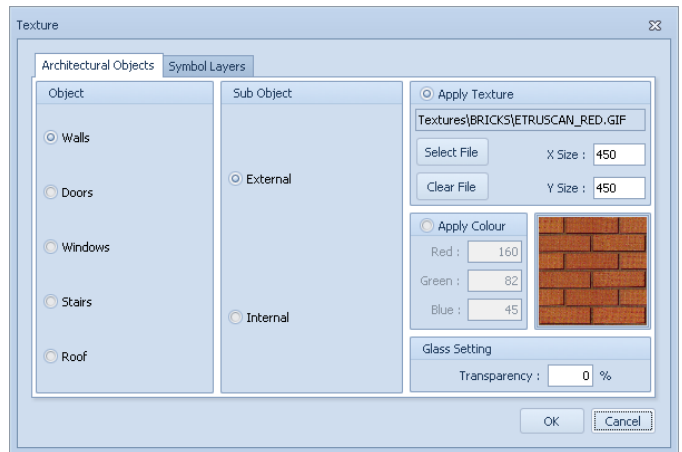 Texture
Architectural Objects
Symbol Layers
Object
Walls
Doors
Windows
Stairs
Roof
Sub Object
External
Internal
Apply Texture
Textures\BRICKS\ETRUSCAN_RED.GIF
Select File
X Size : 450
Clear File
Y Size : 450
Apply Colour
Red : 160
Green : 82
Blue : 45
Glass Setting
Transparency : 0 %
OK
Cancel